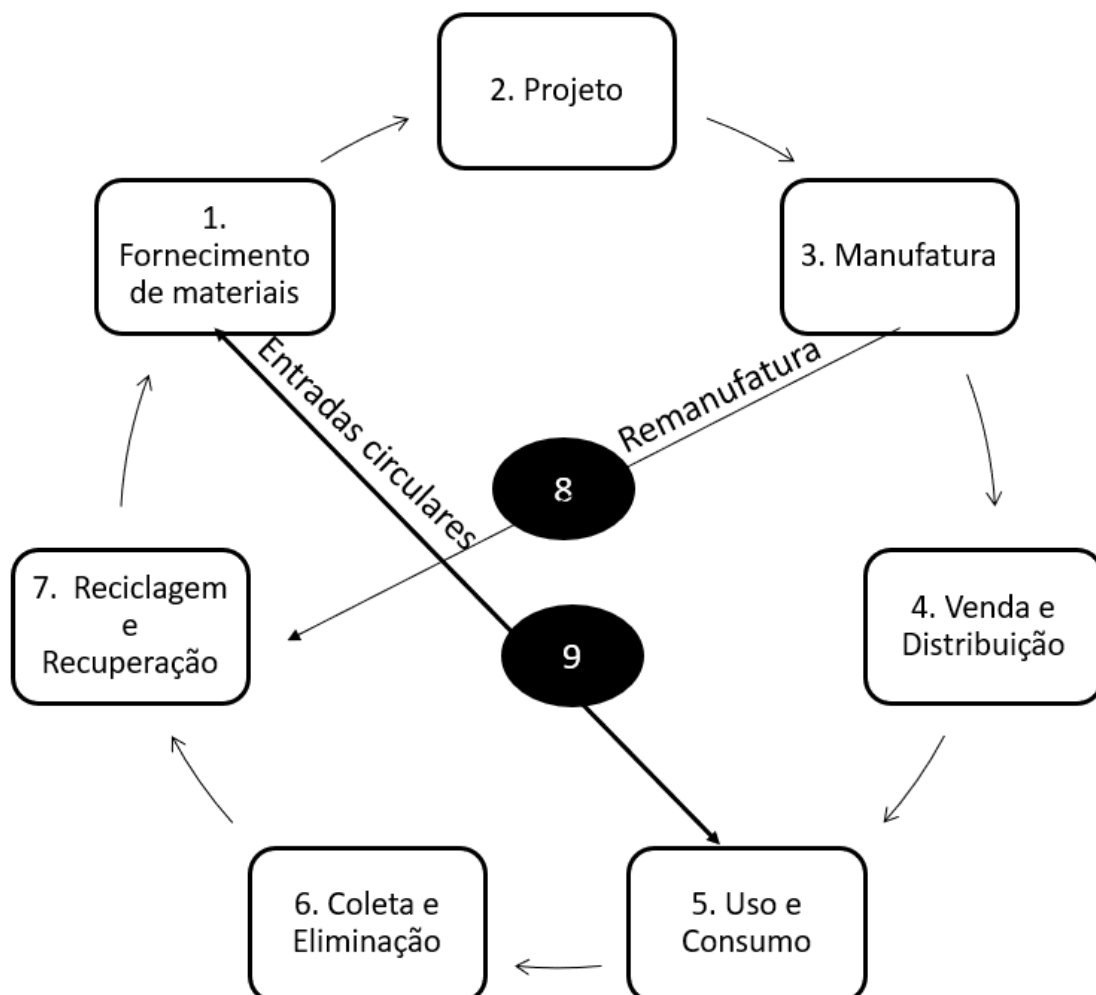 2. Projeto
1.
Fornecimento
de materiais
3. Manufatura
Entradas circulares
Remanufatura
8
7. Reciclagem
e
Recuperação
4. Venda e
Distribuição
9
6. Coleta e
Eliminação
5. Uso e
Consumo